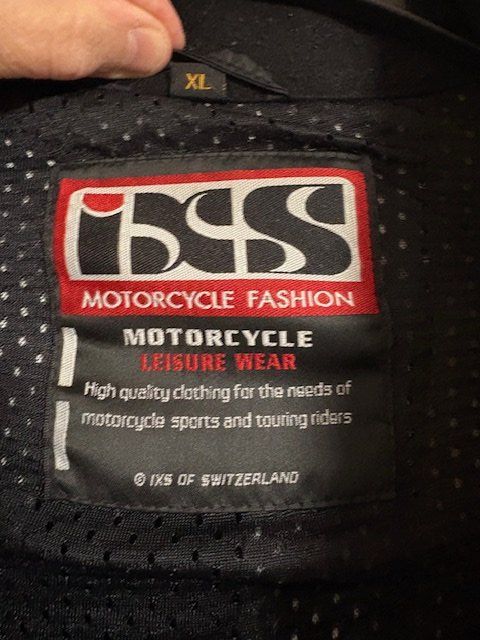 XL
iXS
MOTORCYCLE FASHION
MOTORCYCLE
LEISURE WEAR
High quality clothing for the needs of
motorcycle sports and touring riders
© IXS OF SWITZERLAND